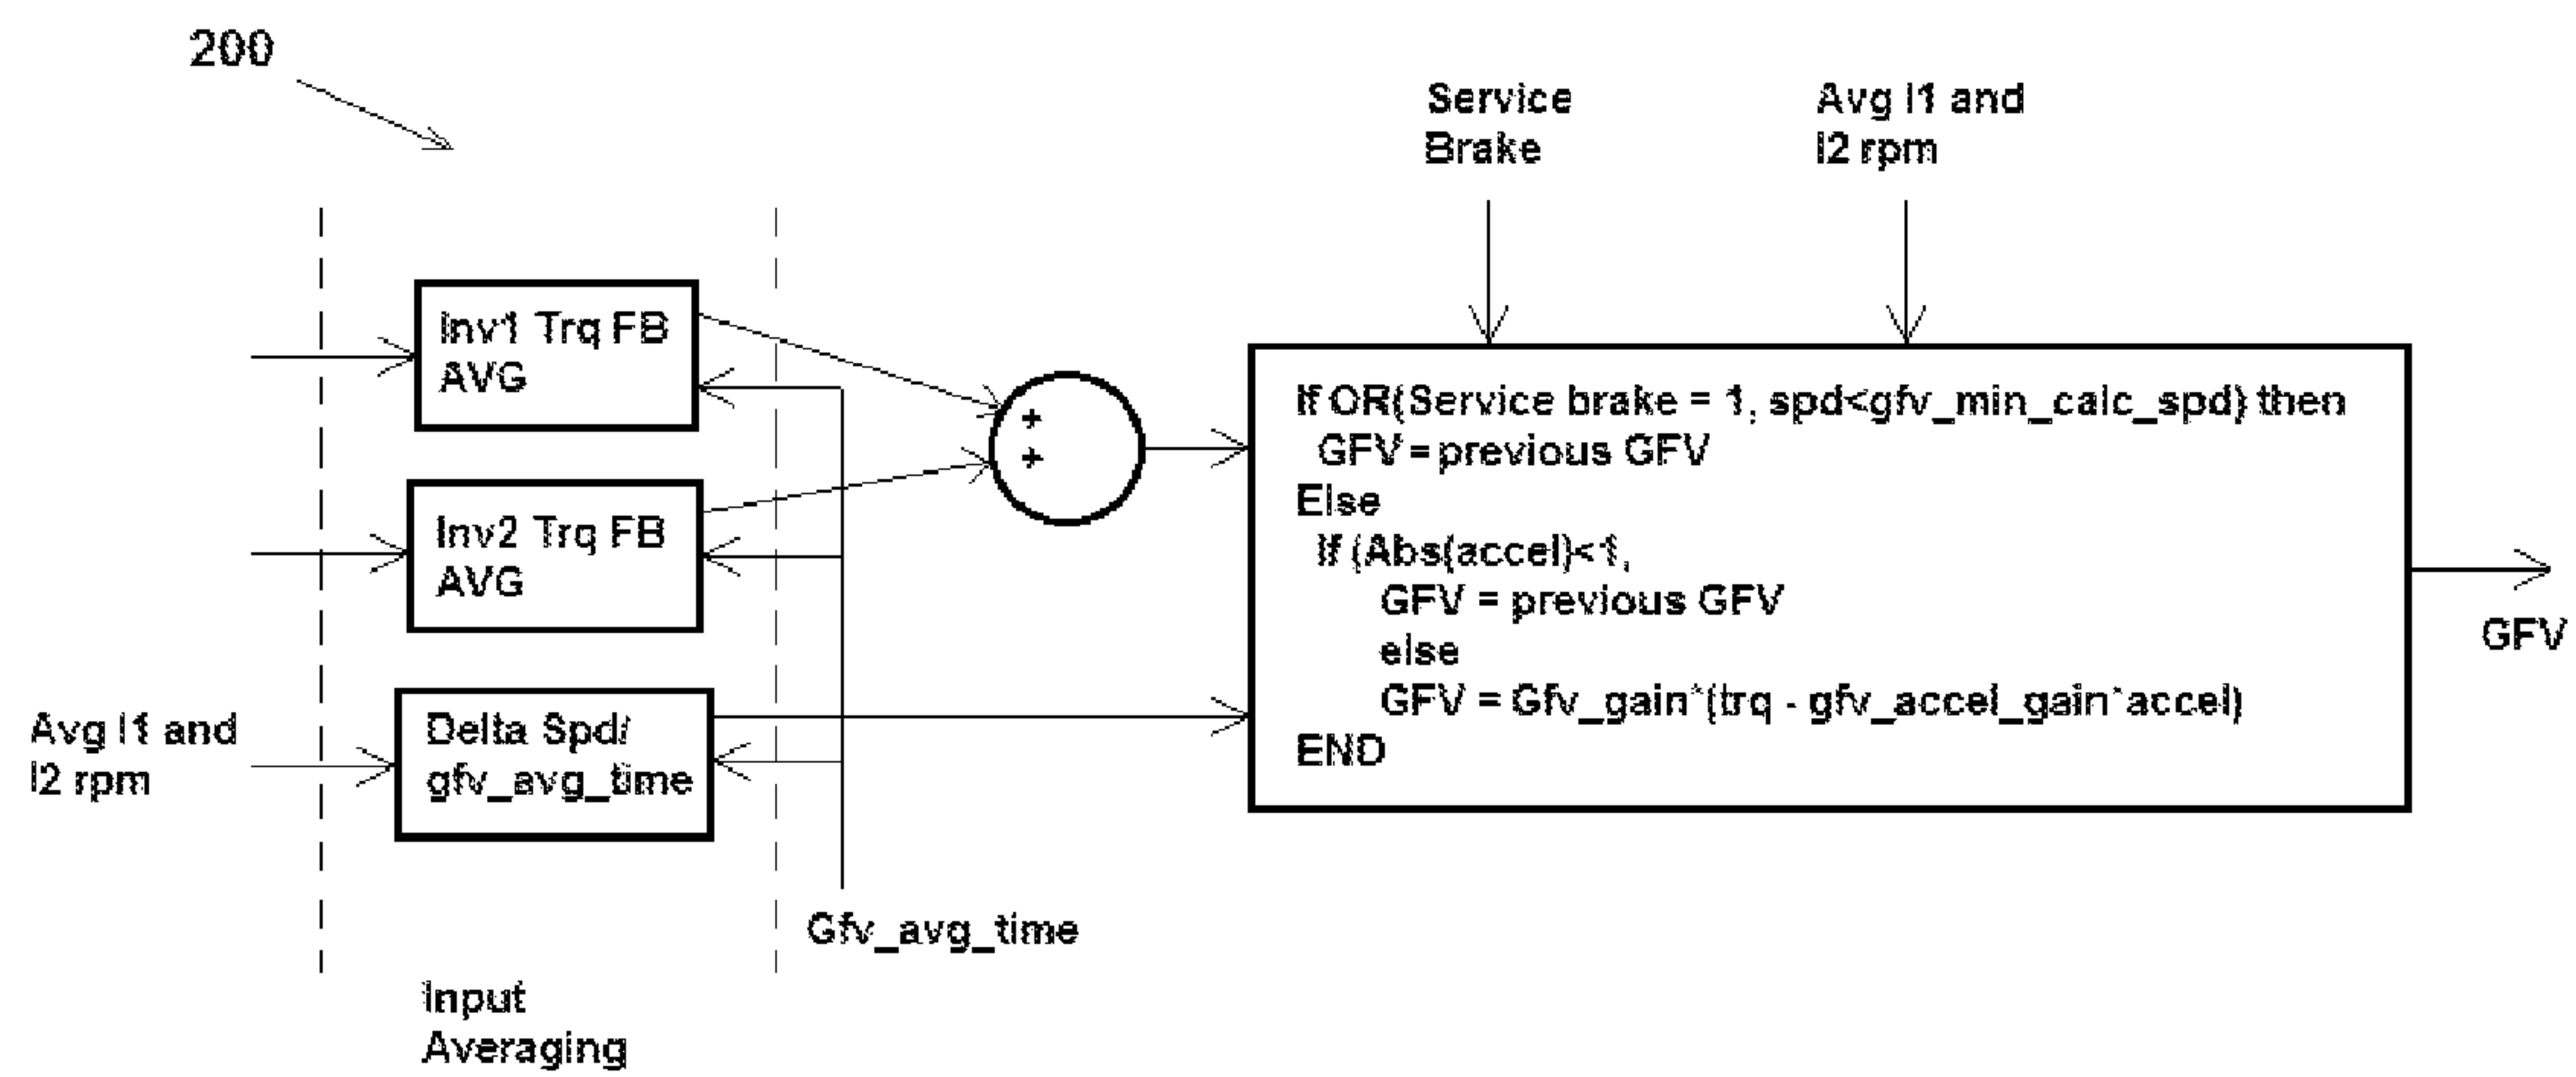 200
Service
Brake
Avg I1 and
I2 rpm
Inv1 Trq FB
AVG
Inv2 Trq FB
AVG
Avg I1 and
I2 rpm
Delta Spd/
gfv_avg_time
+
+
If OR(Service brake = 1, spd<gfv_min_calc_spd) then
GFV = previous GFV
Else
If (Abs(accel)<1,
GFV = previous GFV
else
GFV = Gfv_gain*(trq - gfv_accel_gain*accel)
END
GFV
Gfv_avg_time
Input
Averaging